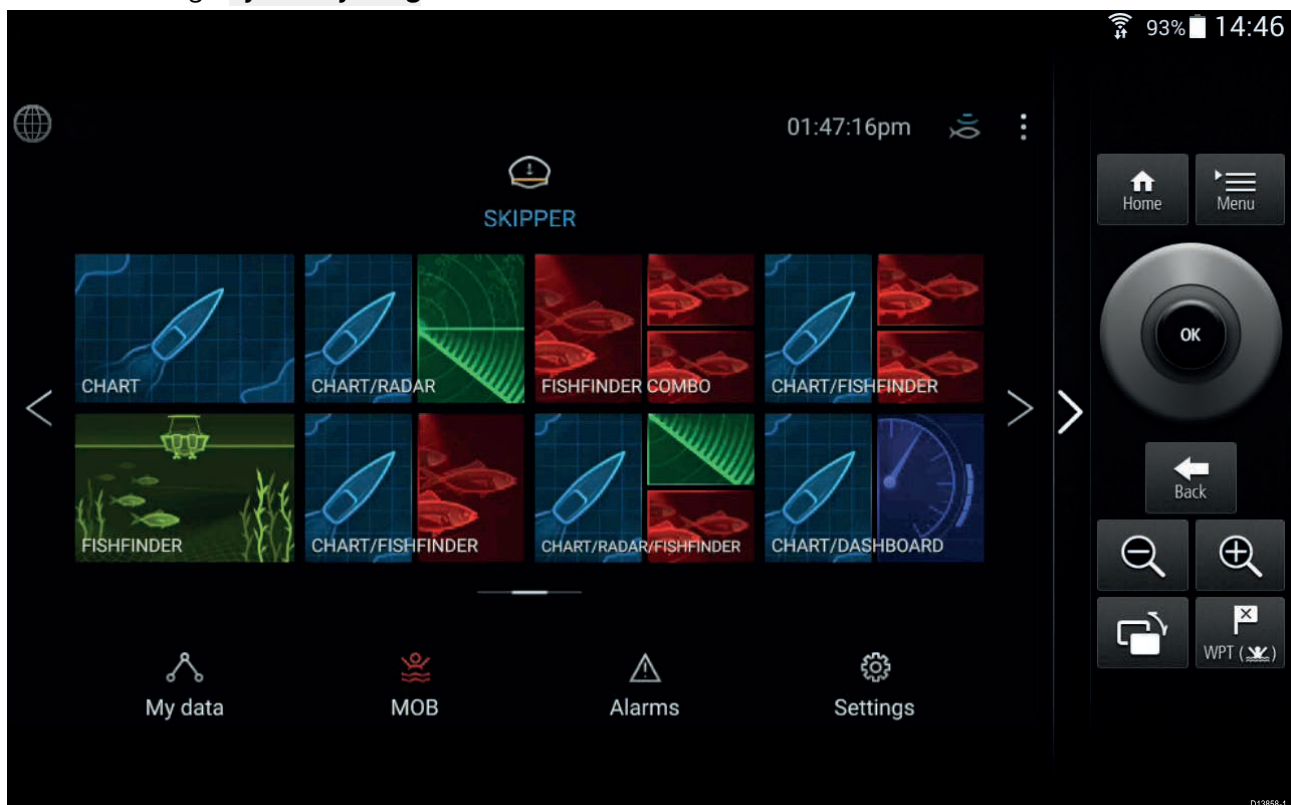 93% 14:46
01:47:16pm
SKIPPER
CHART
CHART/RADAR
FISHFINDER COMBO
CHART/FISHFINDER
FISHFINDER
CHART/FISHFINDER
CHART/RADAR/FISHFINDER
CHART/DASHBOARD
My data
MOB
Alarms
Settings
Home
Menu
OK
Back
WPT ( )
D13858-1